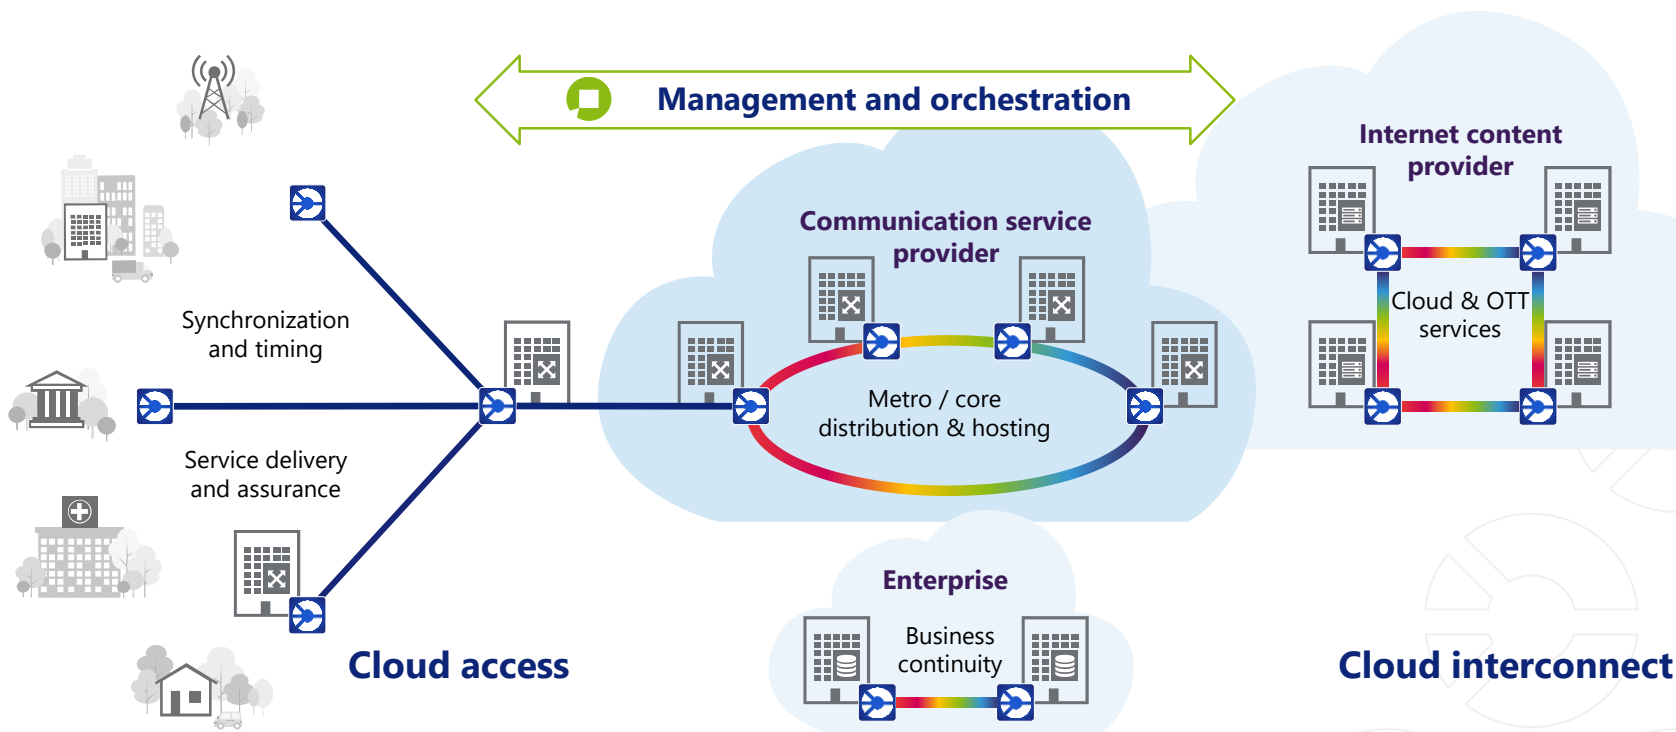 Management and orchestration
Internet content
provider
Communication service
provider
Cloud & OTT
services
Synchronization
and timing
Metro / core
distribution & hosting
Service delivery
and assurance
Enterprise
Business
continuity
Cloud access
Cloud interconnect